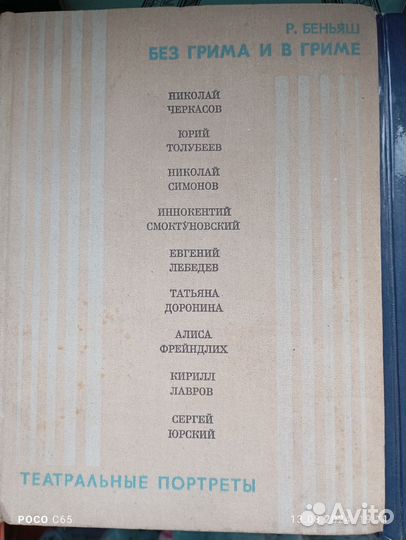 Р. БЕНЬЯШ
БЕЗ ГРИМА И В ГРИМЕ
НИКОЛАЙ
ЧЕРКАСОВ
ЮРИЙ
ТОЛУБЕЕВ
НИКОЛАЙ
СИМОНОВ
ИННОКЕНТИЙ
СМОКТУНОВСКИЙ
ЕВГЕНИЙ
ЛЕБЕДЕВ
ТАТЬЯНА
ДОРОНИНА
АЛИСА
ФРЕЙНДЛИХ
КИРИЛЛ
ЛАВРОВ
СЕРГЕЙ
ЮРСКИЙ
ТЕАТРАЛЬНЫЕ ПОРТРЕТЫ
POCO C65
Avito